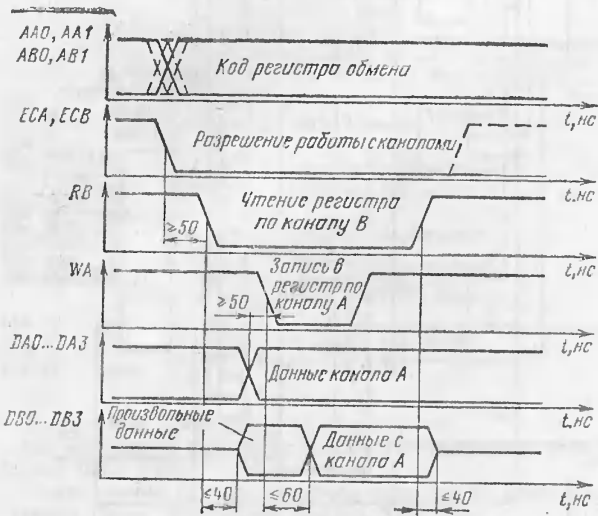 AA0, AA1
AB0, AB1
Код регистра обмена
t, нс
ECA, ECB
Разрешение работы с каналами
t, нс
RB
Чтение регистра
по каналу В
≥50
t, нс
WA
Запись в
регистр по
каналу А
≥50
t, нс
DA0...DA3
Данные канала А
t, нс
DB0...DB3
Произвольные
данные
Данные с
канала А
≤40
≤60
≤40
t, нс